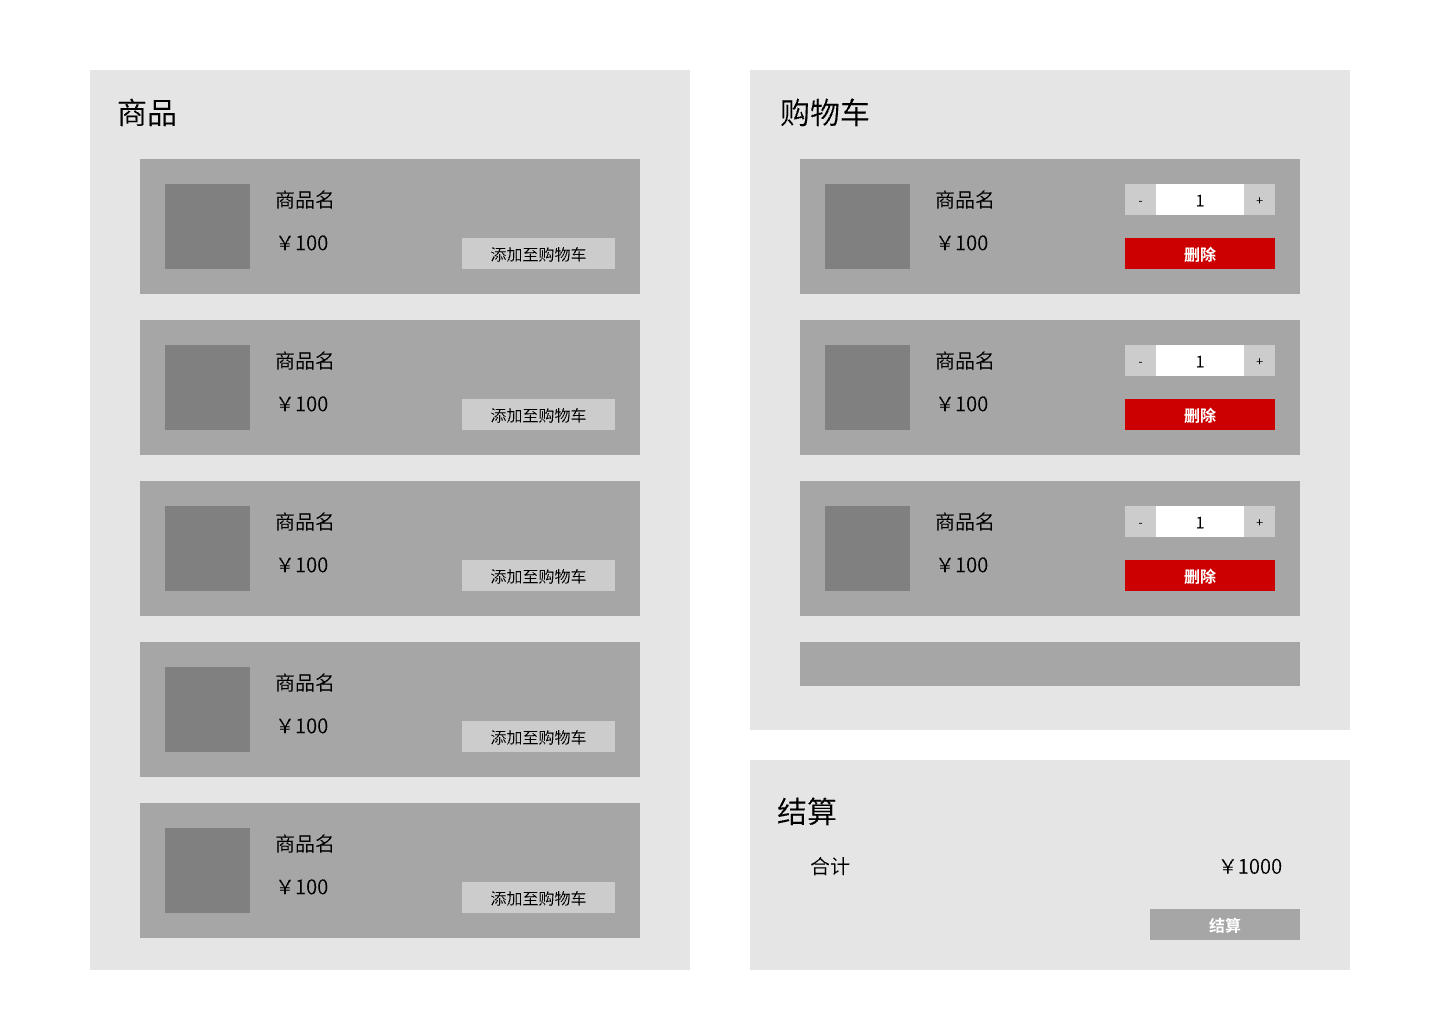 商品
商品名
￥100
添加至购物车
商品名
￥100
添加至购物车
商品名
￥100
添加至购物车
商品名
￥100
添加至购物车
商品名
￥100
添加至购物车
购物车
商品名
- 1 +
￥100
删除
商品名
- 1 +
￥100
删除
商品名
- 1 +
￥100
删除
结算
合计 ￥1000
结算